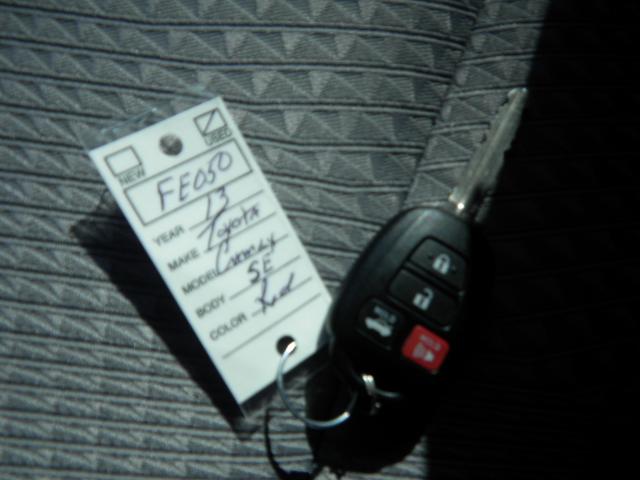 NEW
USED
FE050
YEAR 13
MAKE Toyota
MODEL Camry
BODY SE
COLOR Red